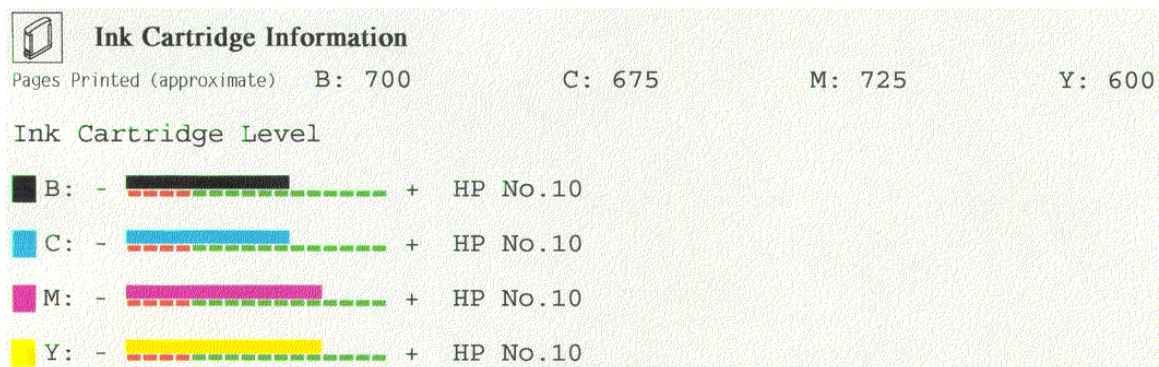 Ink Cartridge Information
Pages Printed (approximate) B: 700 C: 675 M: 725 Y: 600
Ink Cartridge Level
B: - + HP No.10
C: - + HP No.10
M: - + HP No.10
Y: - + HP No.10